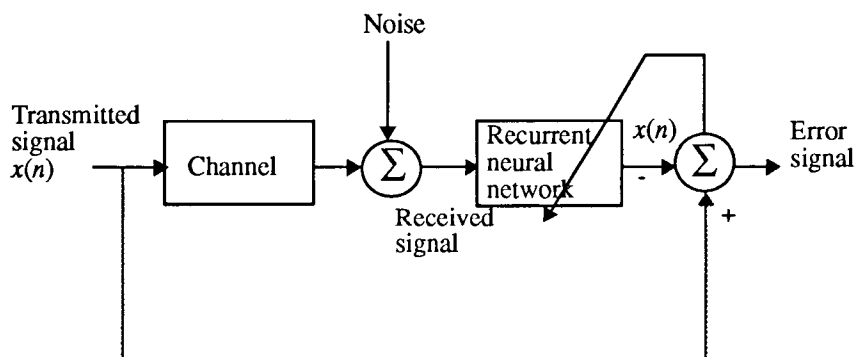 Noise
Transmitted
signal
x(n)
Channel
Σ
Received
signal
Recurrent
neural
network
x(n)
-
Σ
+
Error
signal